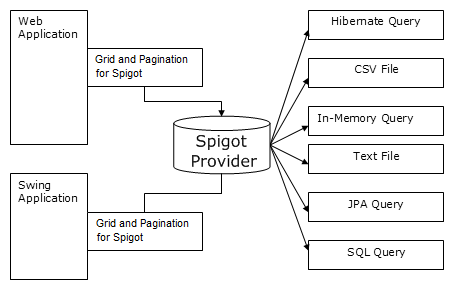 Web
Application
Grid and Pagination
for Spigot
Spigot
Provider
Swing
Application
Grid and Pagination
for Spigot
Hibernate Query
CSV File
In-Memory Query
Text File
JPA Query
SQL Query